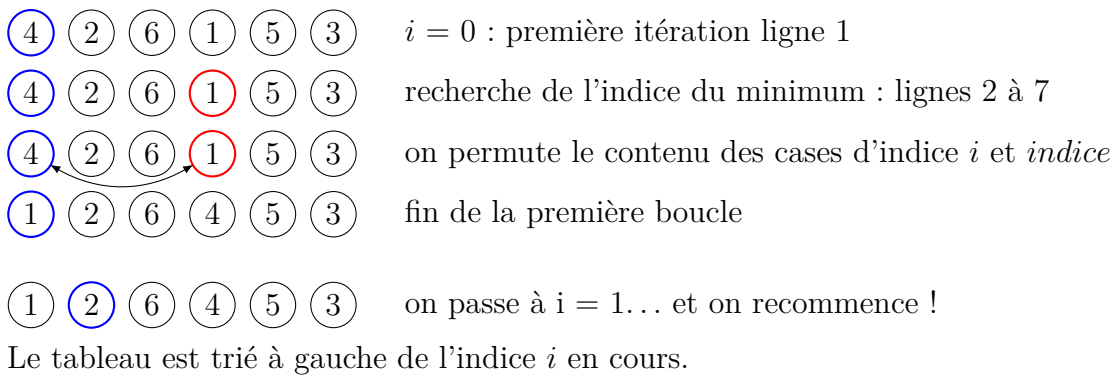 4 2 6 1 5 3 i = 0 : première itération ligne 1
4 2 6 1 5 3 recherche de l'indice du minimum : lignes 2 à 7
4 2 6 1 5 3 on permute le contenu des cases d'indice i et indice
1 2 6 4 5 3 fin de la première boucle
1 2 6 4 5 3 on passe à i = 1... et on recommence !
Le tableau est trié à gauche de l'indice i en cours.